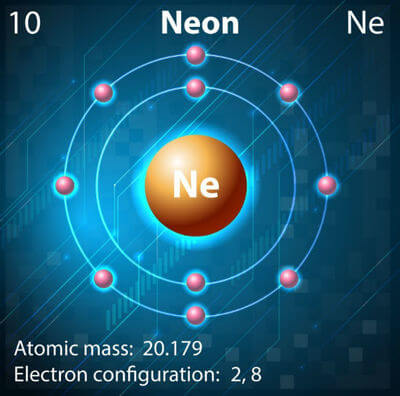 10 Neon Ne
Ne
Atomic mass: 20.179
Electron configuration: 2, 8